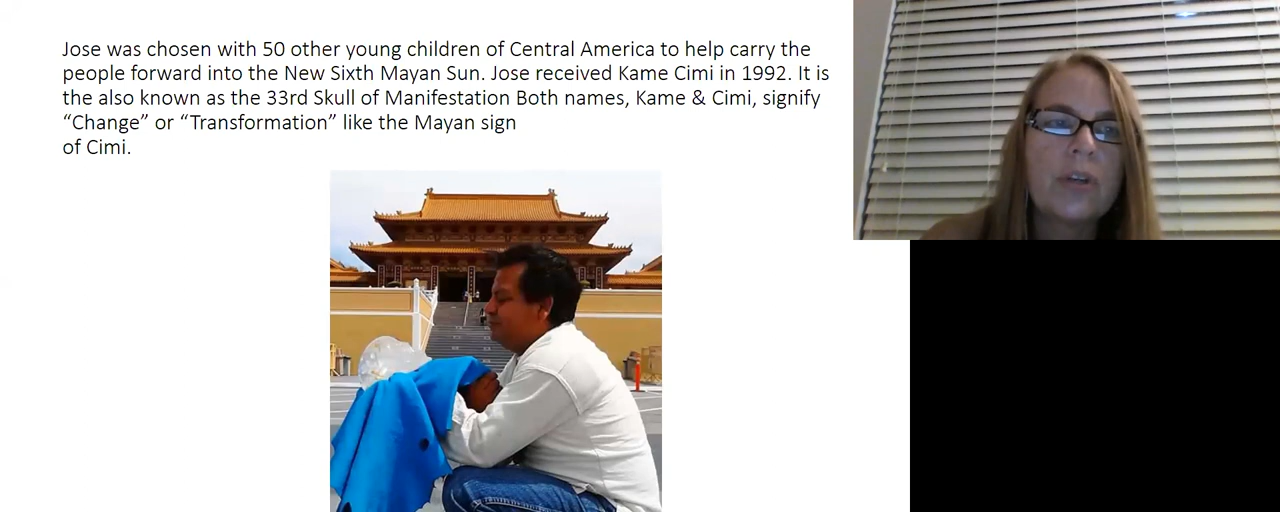 Jose was chosen with 50 other young children of Central America to help carry the
people forward into the New Sixth Mayan Sun. Jose received Kame Cimi in 1992. It is
the also known as the 33rd Skull of Manifestation Both names, Kame & Cimi, signify
“Change” or “Transformation” like the Mayan sign
of Cimi.